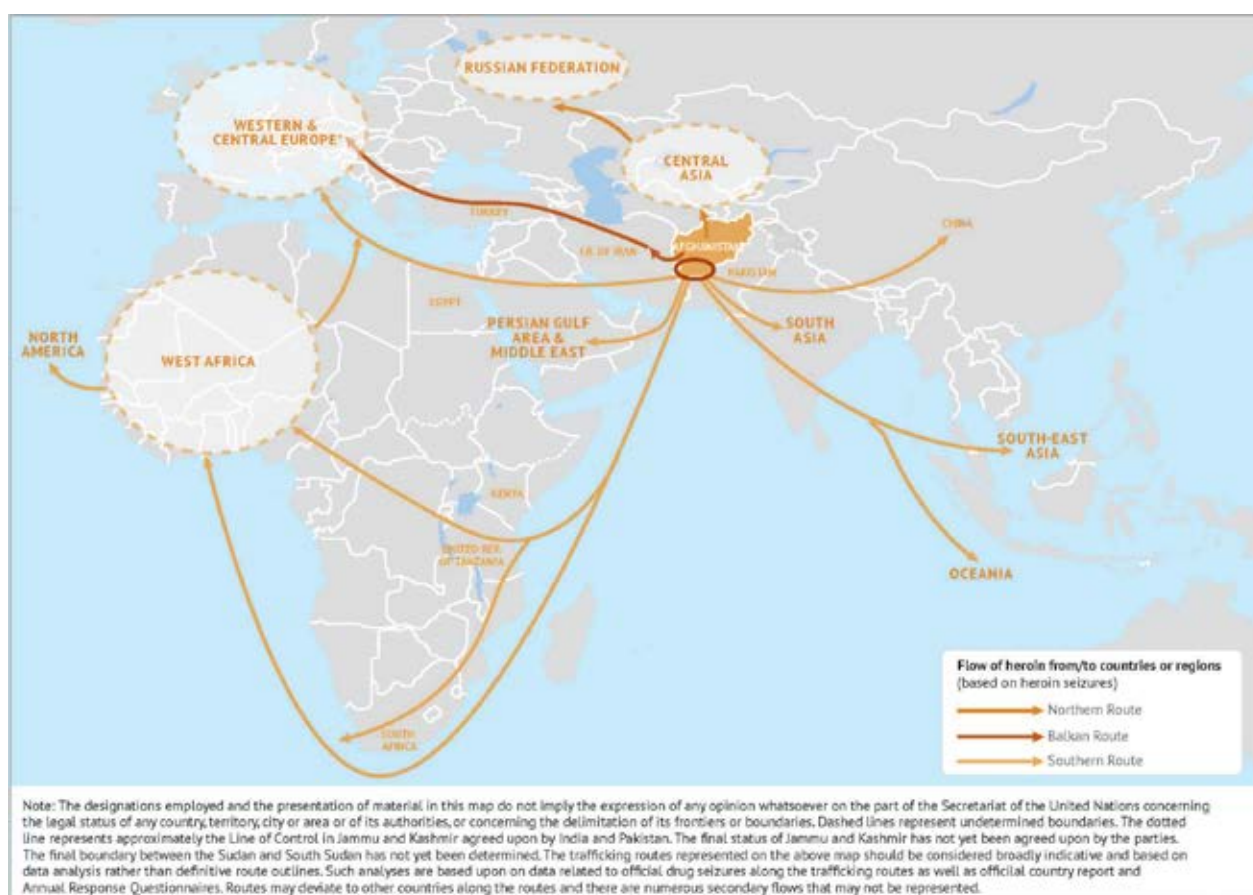 RUSSIAN FEDERATION
WESTERN &
CENTRAL EUROPE*
CENTRAL
ASIA
TURKEY
CHINA
AFGHANISTAN
I.R. OF IRAN
PAKISTAN
EGYPT
NORTH
AMERICA
WEST AFRICA
PERSIAN GULF
AREA &
MIDDLE EAST
SOUTH
ASIA
SOUTH-EAST
ASIA
KENYA
UNITED REP.
OF TANZANIA
OCEANIA
SOUTH
AFRICA
Flow of heroin from/to countries or regions
(based on heroin seizures)
Northern Route
Balkan Route
Southern Route
Note: The designations employed and the presentation of material in this map do not imply the expression of any opinion whatsoever on the part of the Secretariat of the United Nations concerning
the legal status of any country, territory, city or area or of its authorities, or concerning the delimitation of its frontiers or boundaries. Dashed lines represent undetermined boundaries. The dotted
line represents approximately the Line of Control in Jammu and Kashmir agreed upon by India and Pakistan. The final status of Jammu and Kashmir has not yet been agreed upon by the parties.
The final boundary between the Sudan and South Sudan has not yet been determined. The trafficking routes represented on the above map should be considered broadly indicative and based on
data analysis rather than definitive route outlines. Such analyses are based upon on data related to official drug seizures along the trafficking routes as well as officilal country report and
Annual Response Questionnaires. Routes may deviate to other countries along the routes and there are numerous secondary flows that may not be represented.